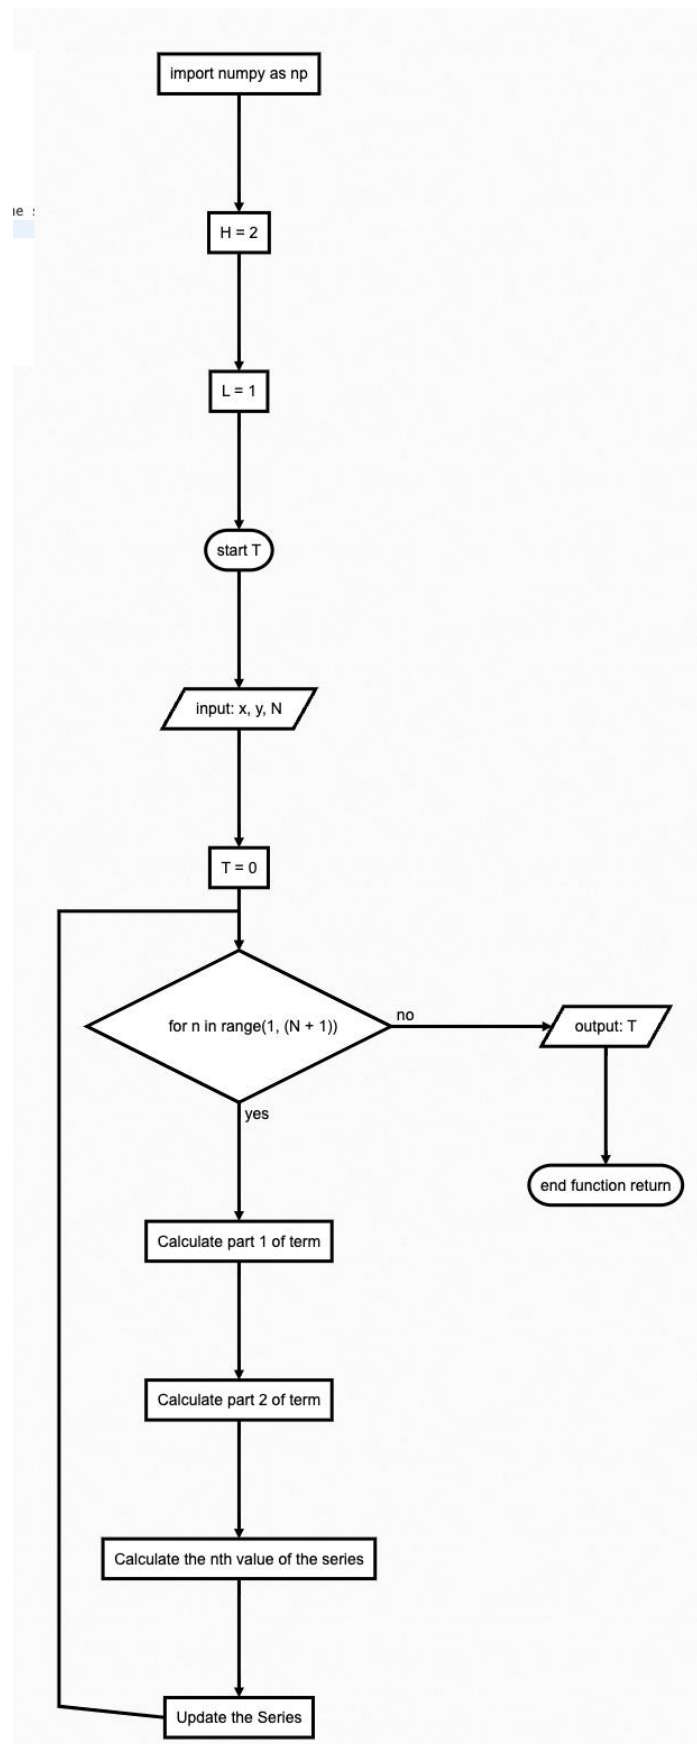 import numpy as np
H = 2
L = 1
start T
input: x, y, N
T = 0
for n in range(1, (N + 1))
no
output: T
yes
end function return
Calculate part 1 of term
Calculate part 2 of term
Calculate the nth value of the series
Update the Series